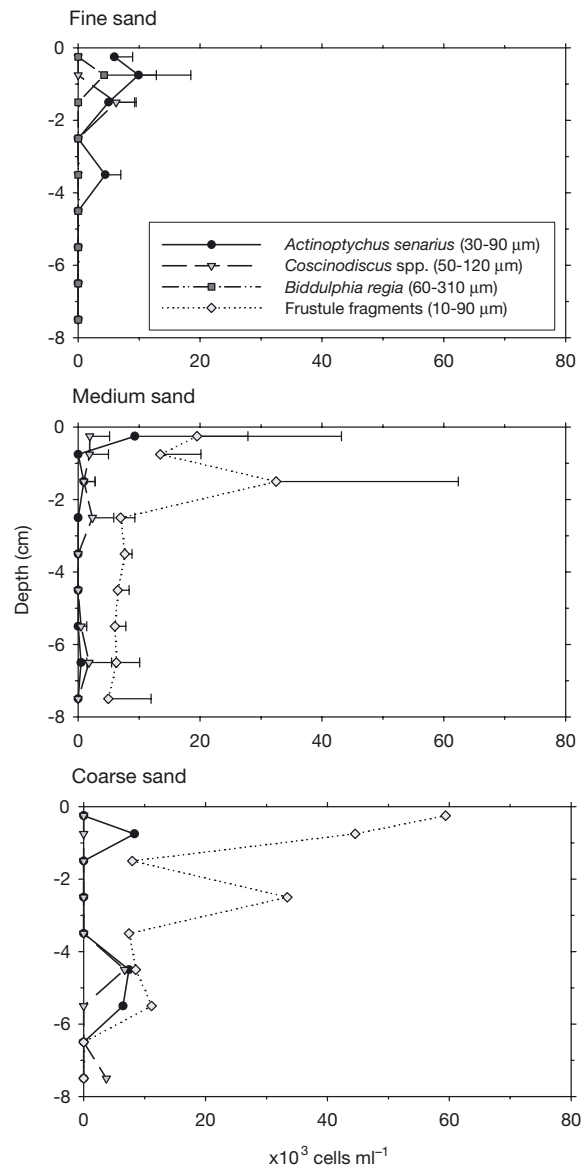 Fine sand
0
-2
-4
-6
-8
Actinoptychus senarius (30-90 μm)
Coscinodiscus spp. (50-120 μm)
Biddulphia regia (60-310 μm)
Frustule fragments (10-90 μm)
0 20 40 60 80
Medium sand
0
-2
-4
-6
-8
Depth (cm)
0 20 40 60 80
Coarse sand
0
-2
-4
-6
-8
0 20 40 60 80
x10³ cells ml⁻¹